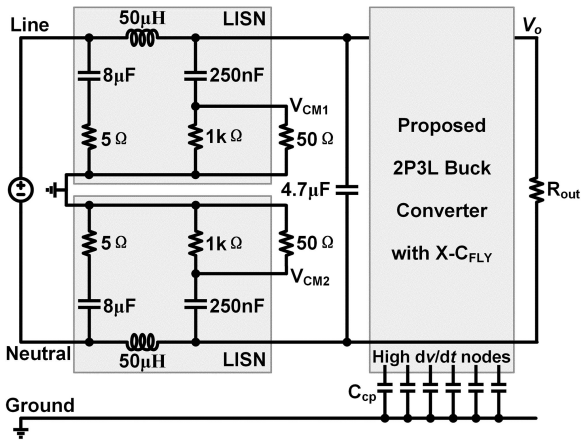 50µH
LISN
Line
Vo
8µF
250nF
VCM1
5 Ω
1k Ω
50 Ω
Proposed
2P3L Buck
Converter
with X-CFLY
4.7µF
Rout
5 Ω
1k Ω
50 Ω
VCM2
8µF
250nF
Neutral
50µH
LISN
High dv/dt nodes
Ccp
Ground